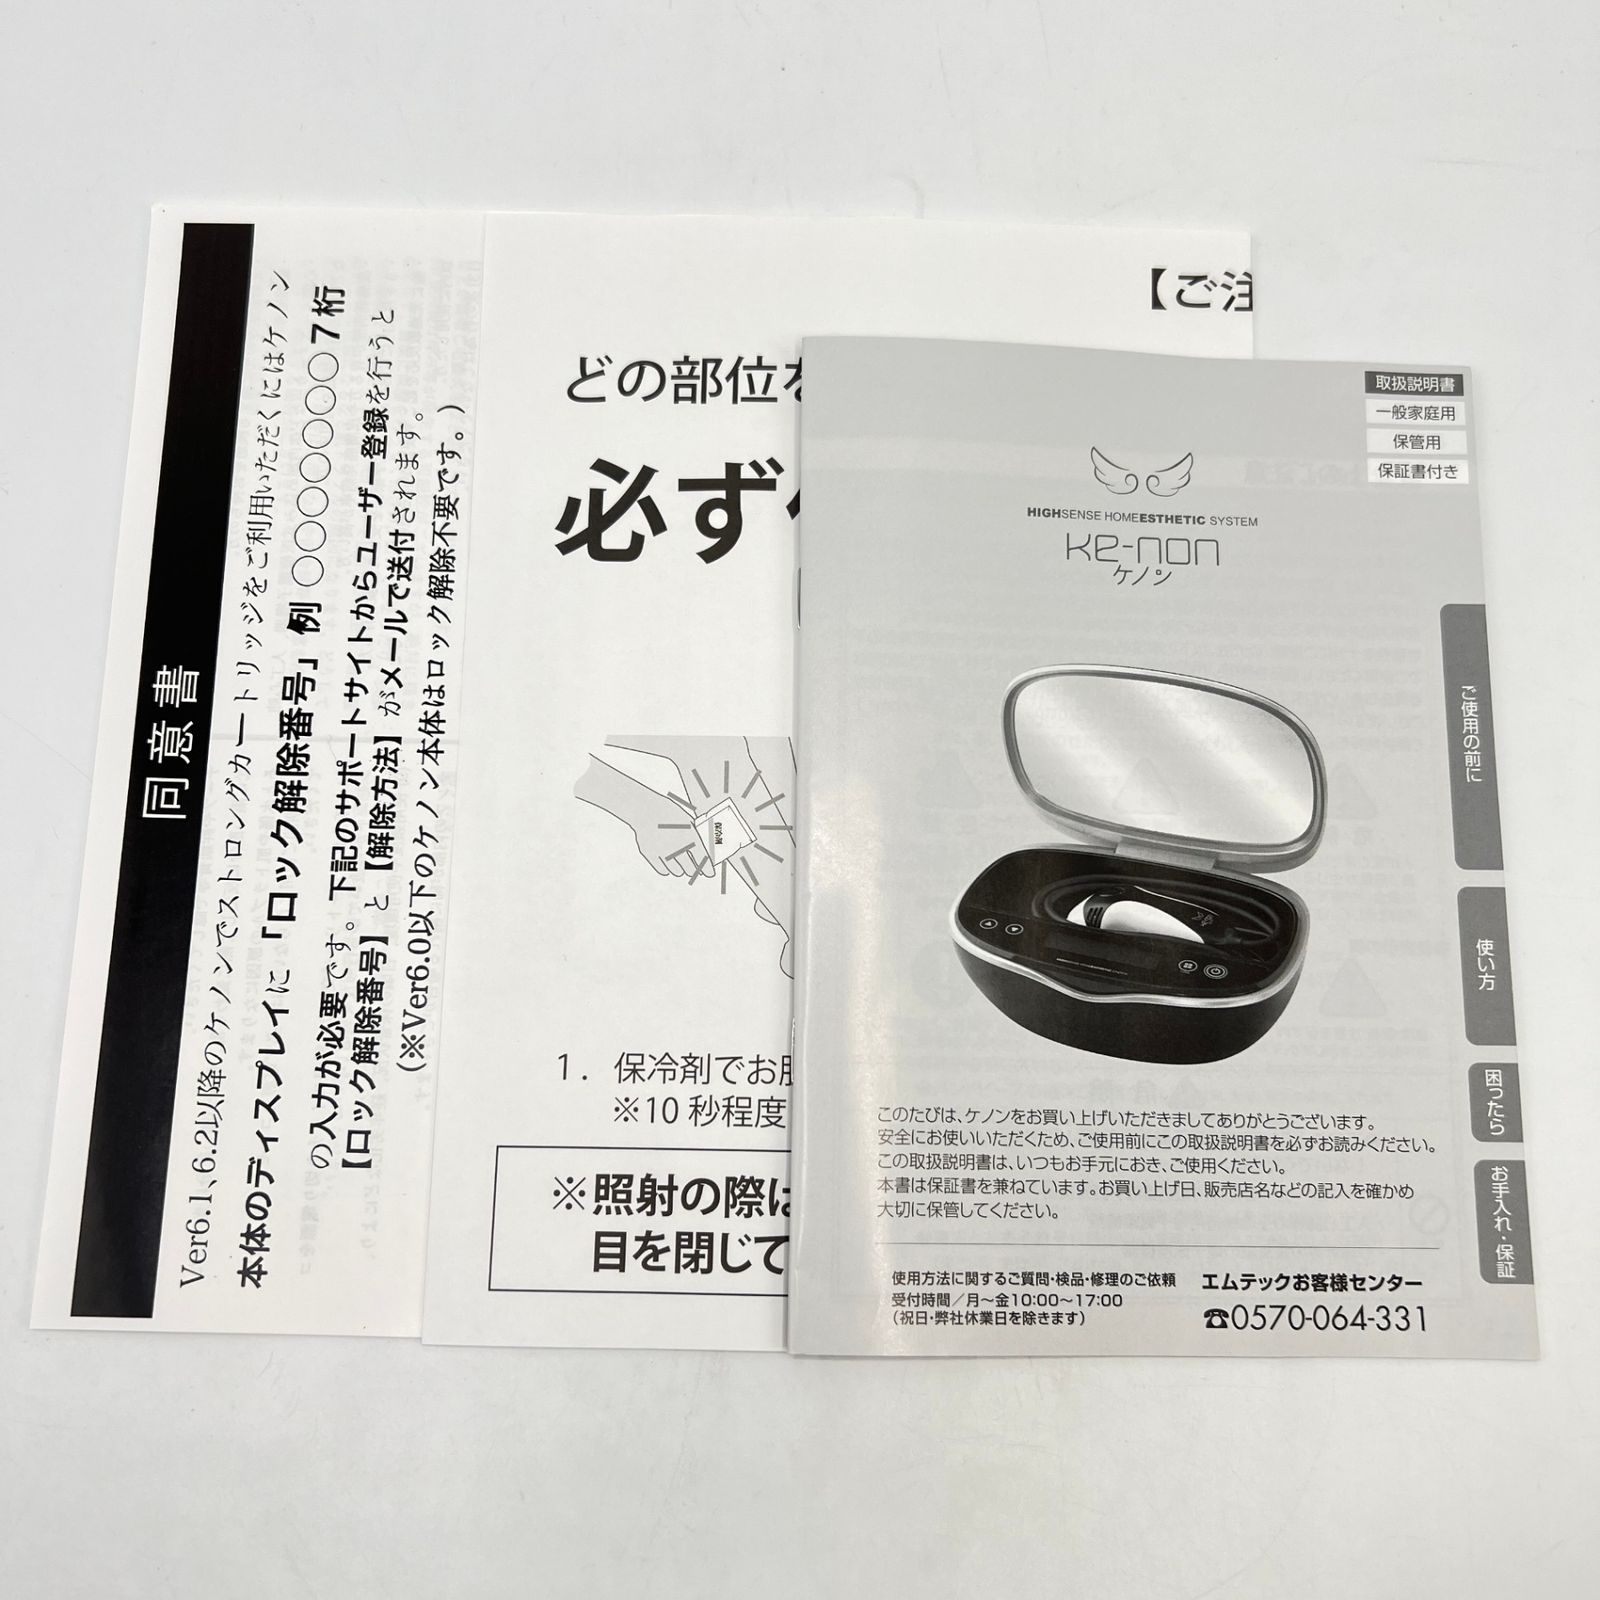 同意書
Ver6.1、6.2以降のケノンでストロングカートリッジをご利用いただくにはケノン
本体のディスプレイに「ロック解除番号」例 ○○○○○○○7桁
の入力が必要です。下記のサポートサイトからユーザー登録を行うと
【ロック解除番号】と【解除方法】がメールで送付されます。
(※Ver6.0以下のケノン本体はロック解除不要です。)
【ご注
どの部位を
必ず
1. 保冷剤でお肌
※10 秒程度
※照射の際は
目を閉じて
取扱説明書
一般家庭用
保管用
保証書付き
HIGHSENSE HOMEESTHETIC SYSTEM
Ke-non
ケノン
ご使用の前に
使い方
困ったら
お手入れ・保証
このたびは、ケノンをお買い上げいただきましてありがとうございます。
安全にお使いいただくため、ご使用前にこの取扱説明書を必ずお読みください。
この取扱説明書は、いつもお手元におき、ご使用ください。
本書は保証書を兼ねています。お買い上げ日、販売店名などの記入を確かめ
大切に保管してください。
使用方法に関するご質問・検品・修理のご依頼
受付時間/月〜金10:00〜17:00
(祝日・弊社休業日を除きます)
エムテックお客様センター
☎0570-064-331